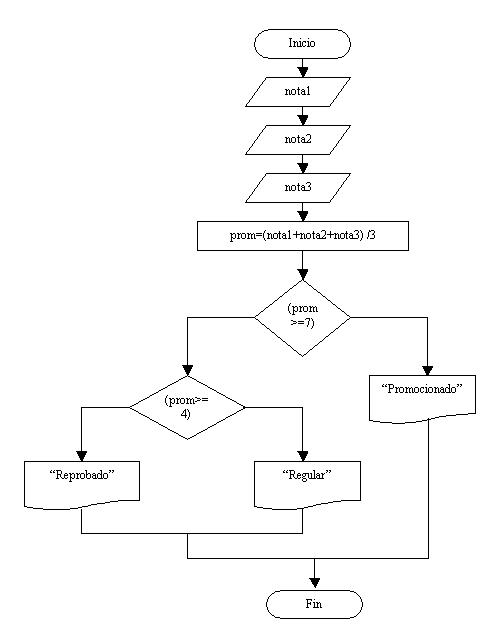 Inicio
nota1
nota2
nota3
prom=(nota1+nota2+nota3) /3
(prom
>=7)
“Promocionado”
(prom>=
4)
“Reprobado”
“Regular”
Fin